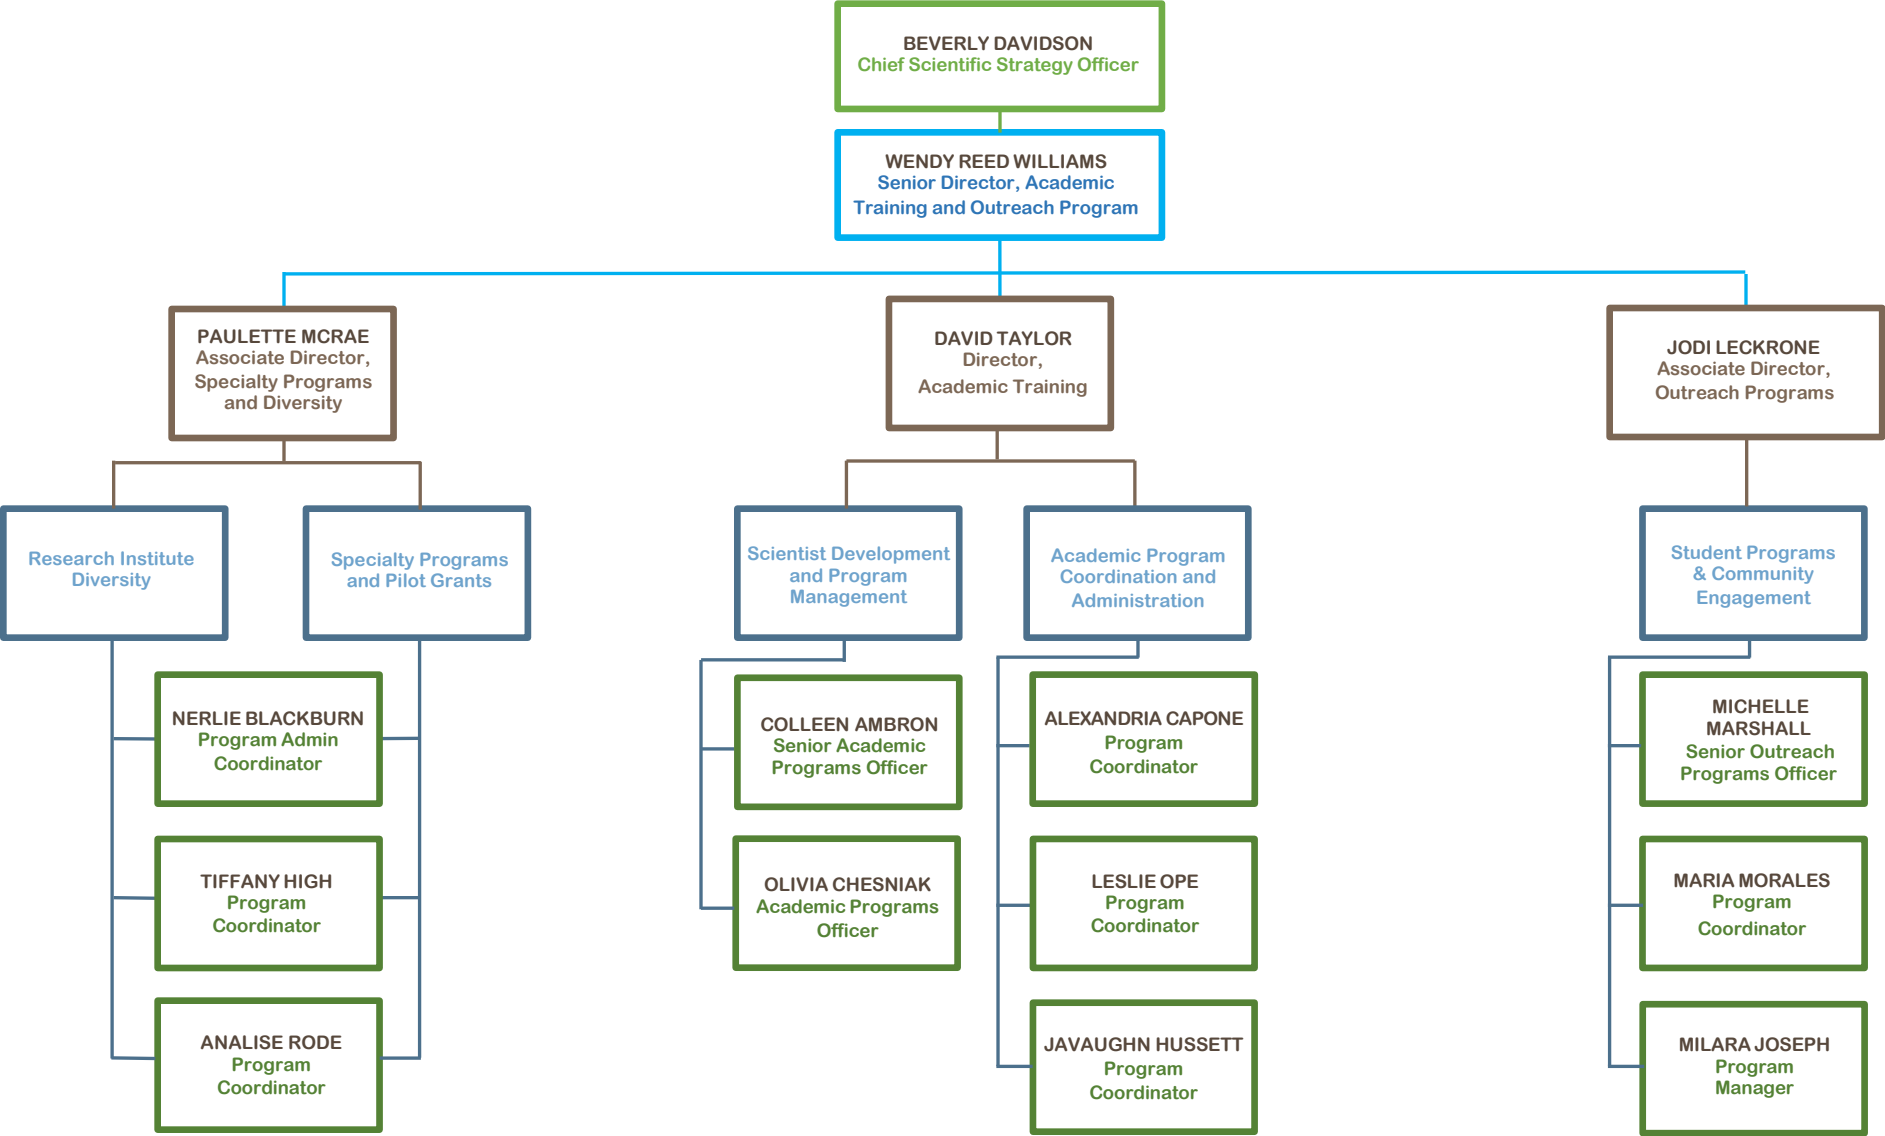 BEVERLY DAVIDSON
Chief Scientific Strategy Officer
WENDY REED WILLIAMS
Senior Director, Academic
Training and Outreach Program
PAULETTE MCRAE
Associate Director,
Specialty Programs
and Diversity
DAVID TAYLOR
Director,
Academic Training
JODI LECKRONE
Associate Director,
Outreach Programs
Research Institute
Diversity
Specialty Programs
and Pilot Grants
Scientist Development
and Program
Management
Academic Program
Coordination and
Administration
Student Programs
& Community
Engagement
NERLIE BLACKBURN
Program Admin
Coordinator
TIFFANY HIGH
Program
Coordinator
ANALISE RODE
Program
Coordinator
COLLEEN AMBRON
Senior Academic
Programs Officer
OLIVIA CHESNIAK
Academic Programs
Officer
ALEXANDRIA CAPONE
Program
Coordinator
LESLIE OPE
Program
Coordinator
JAVAUGHN HUSSETT
Program
Coordinator
MICHELLE
MARSHALL
Senior Outreach
Programs Officer
MARIA MORALES
Program
Coordinator
MILARA JOSEPH
Program
Manager